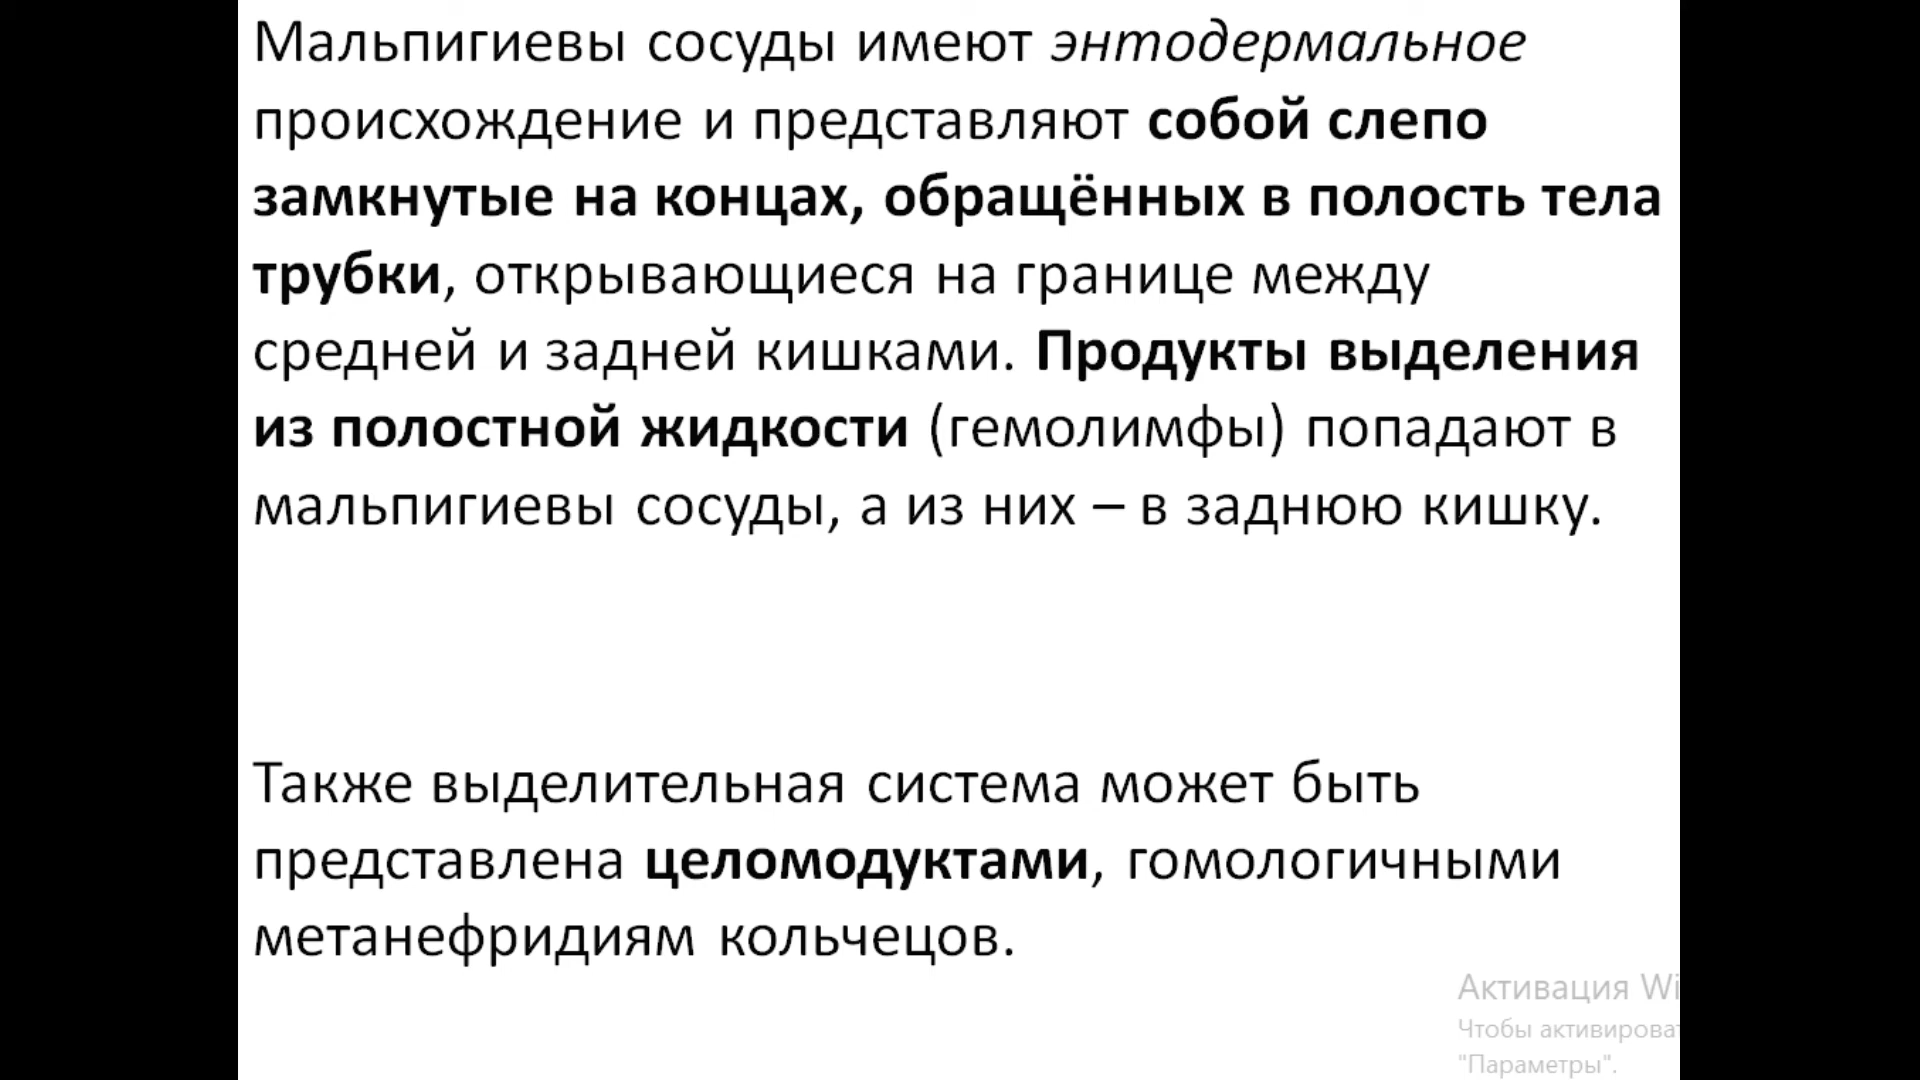 Мальпигиевы сосуды имеют энтодермальное
происхождение и представляют собой слепо
замкнутые на концах, обращённых в полость тела
трубки, открывающиеся на границе между
средней и задней кишками. Продукты выделения
из полостной жидкости (гемолимфы) попадают в
мальпигиевы сосуды, а из них – в заднюю кишку.
Также выделительная система может быть
представлена целомодуктами, гомологичными
метанефридиям кольчецов.
Активация Wi
Чтобы активироват
"Параметры".